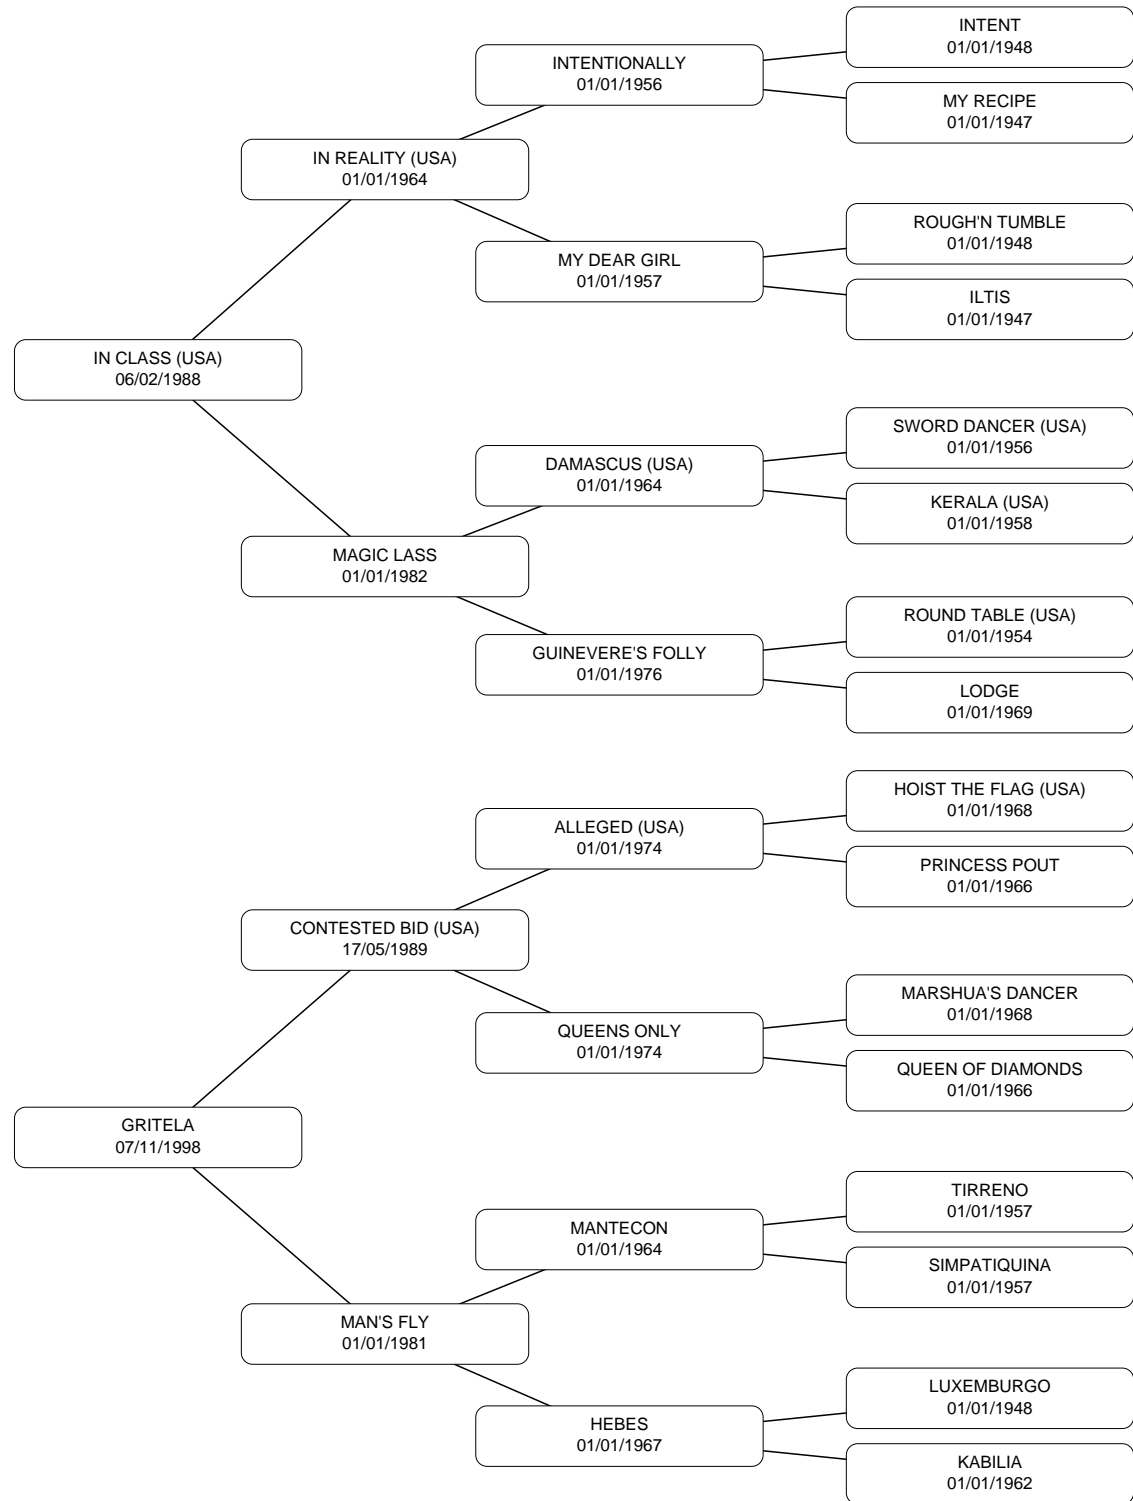 INTENT
01/01/1948
INTENTIONALLY
01/01/1956
MY RECIPE
01/01/1947
IN REALITY (USA)
01/01/1964
ROUGH'N TUMBLE
01/01/1948
MY DEAR GIRL
01/01/1957
ILTIS
01/01/1947
IN CLASS (USA)
06/02/1988
SWORD DANCER (USA)
01/01/1956
DAMASCUS (USA)
01/01/1964
KERALA (USA)
01/01/1958
MAGIC LASS
01/01/1982
ROUND TABLE (USA)
01/01/1954
GUINEVERE'S FOLLY
01/01/1976
LODGE
01/01/1969
HOIST THE FLAG (USA)
01/01/1968
ALLEGED (USA)
01/01/1974
PRINCESS POUT
01/01/1966
CONTESTED BID (USA)
17/05/1989
MARSHUA'S DANCER
01/01/1968
QUEENS ONLY
01/01/1974
QUEEN OF DIAMONDS
01/01/1966
GRITELA
07/11/1998
TIRRENO
01/01/1957
MANTECON
01/01/1964
SIMPATIQUINA
01/01/1957
MAN'S FLY
01/01/1981
LUXEMBURGO
01/01/1948
HEBES
01/01/1967
KABILIA
01/01/1962